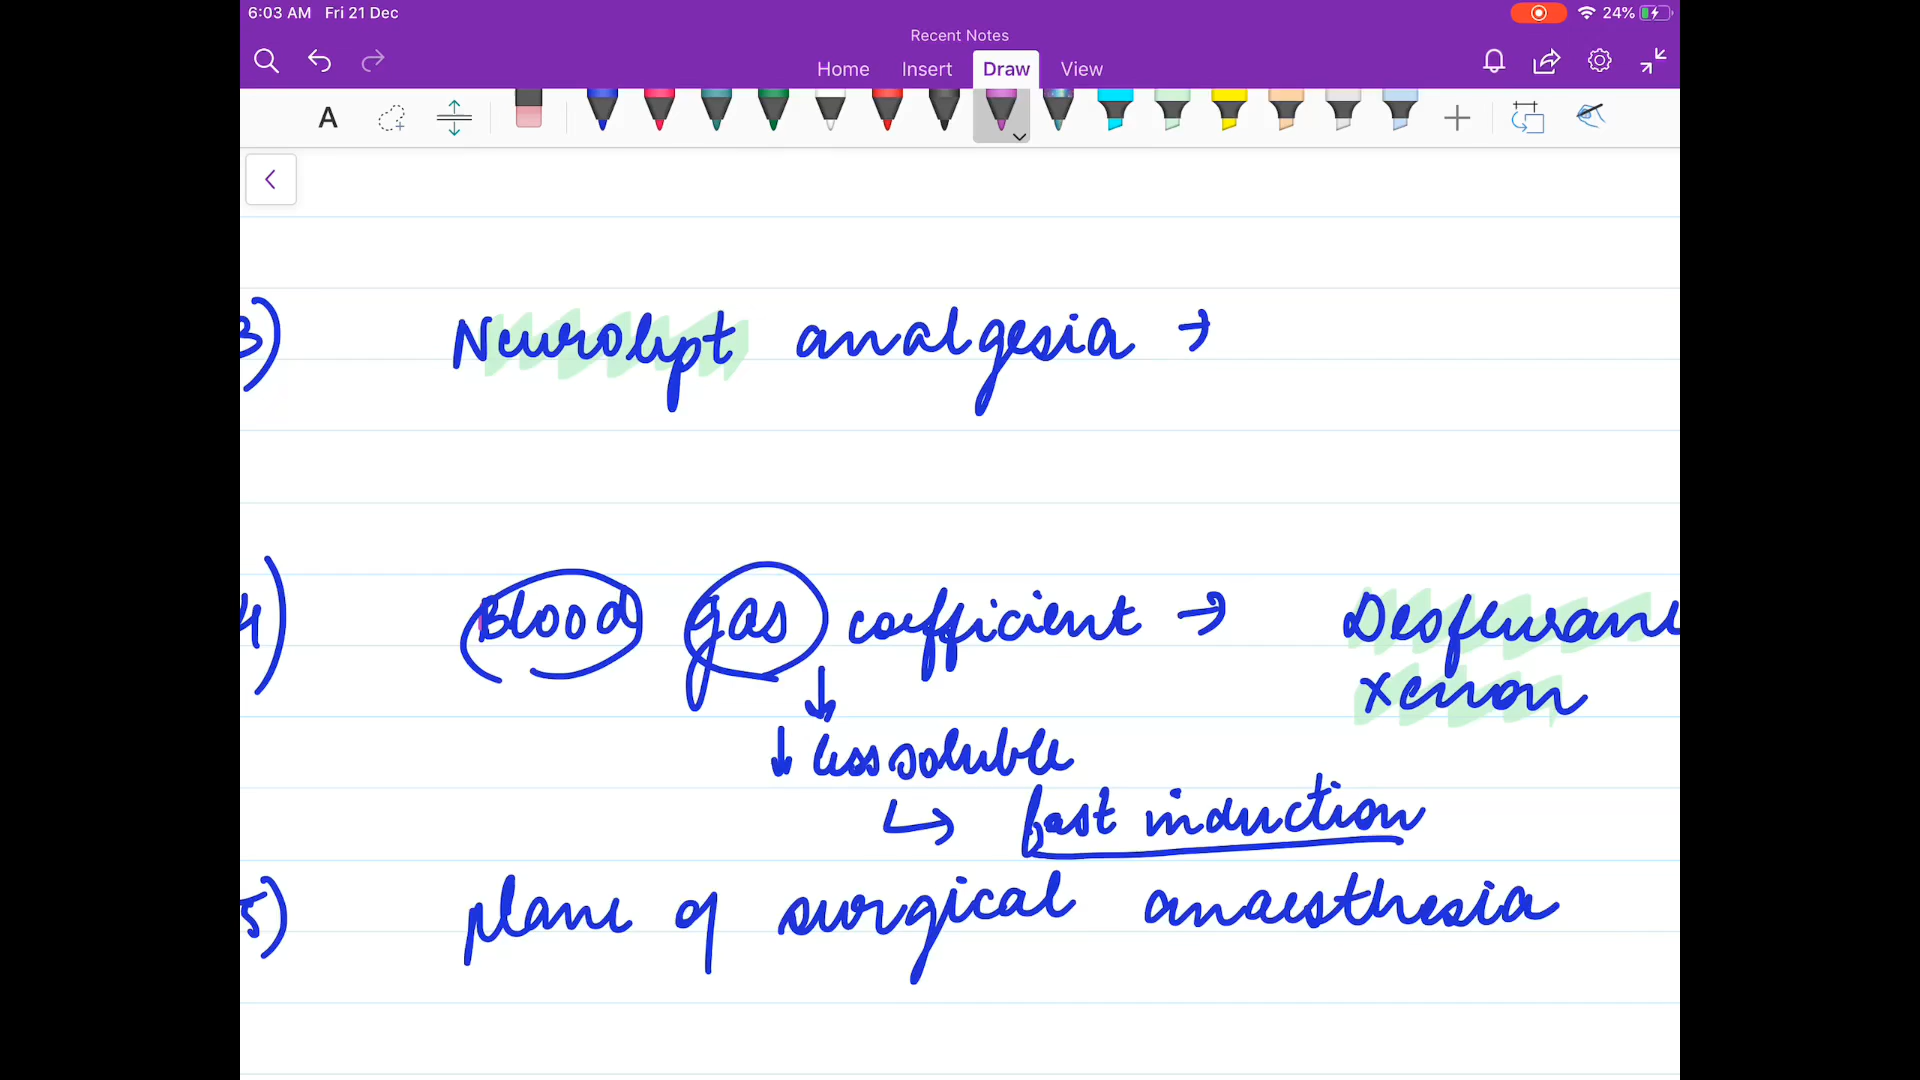 6:03 AM Fri 21 Dec 24%
Recent Notes
Home Insert Draw View
A
3) Neurolept analgesia →
4) Blood gas coefficient → Desflurane
xenon
↓
↓ less soluble
↳ fast induction
5) plane of surgical anaesthesia